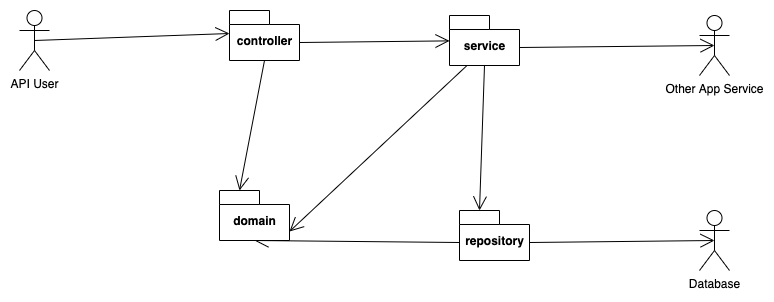 controller
service
API User
Other App Service
domain
repository
Database